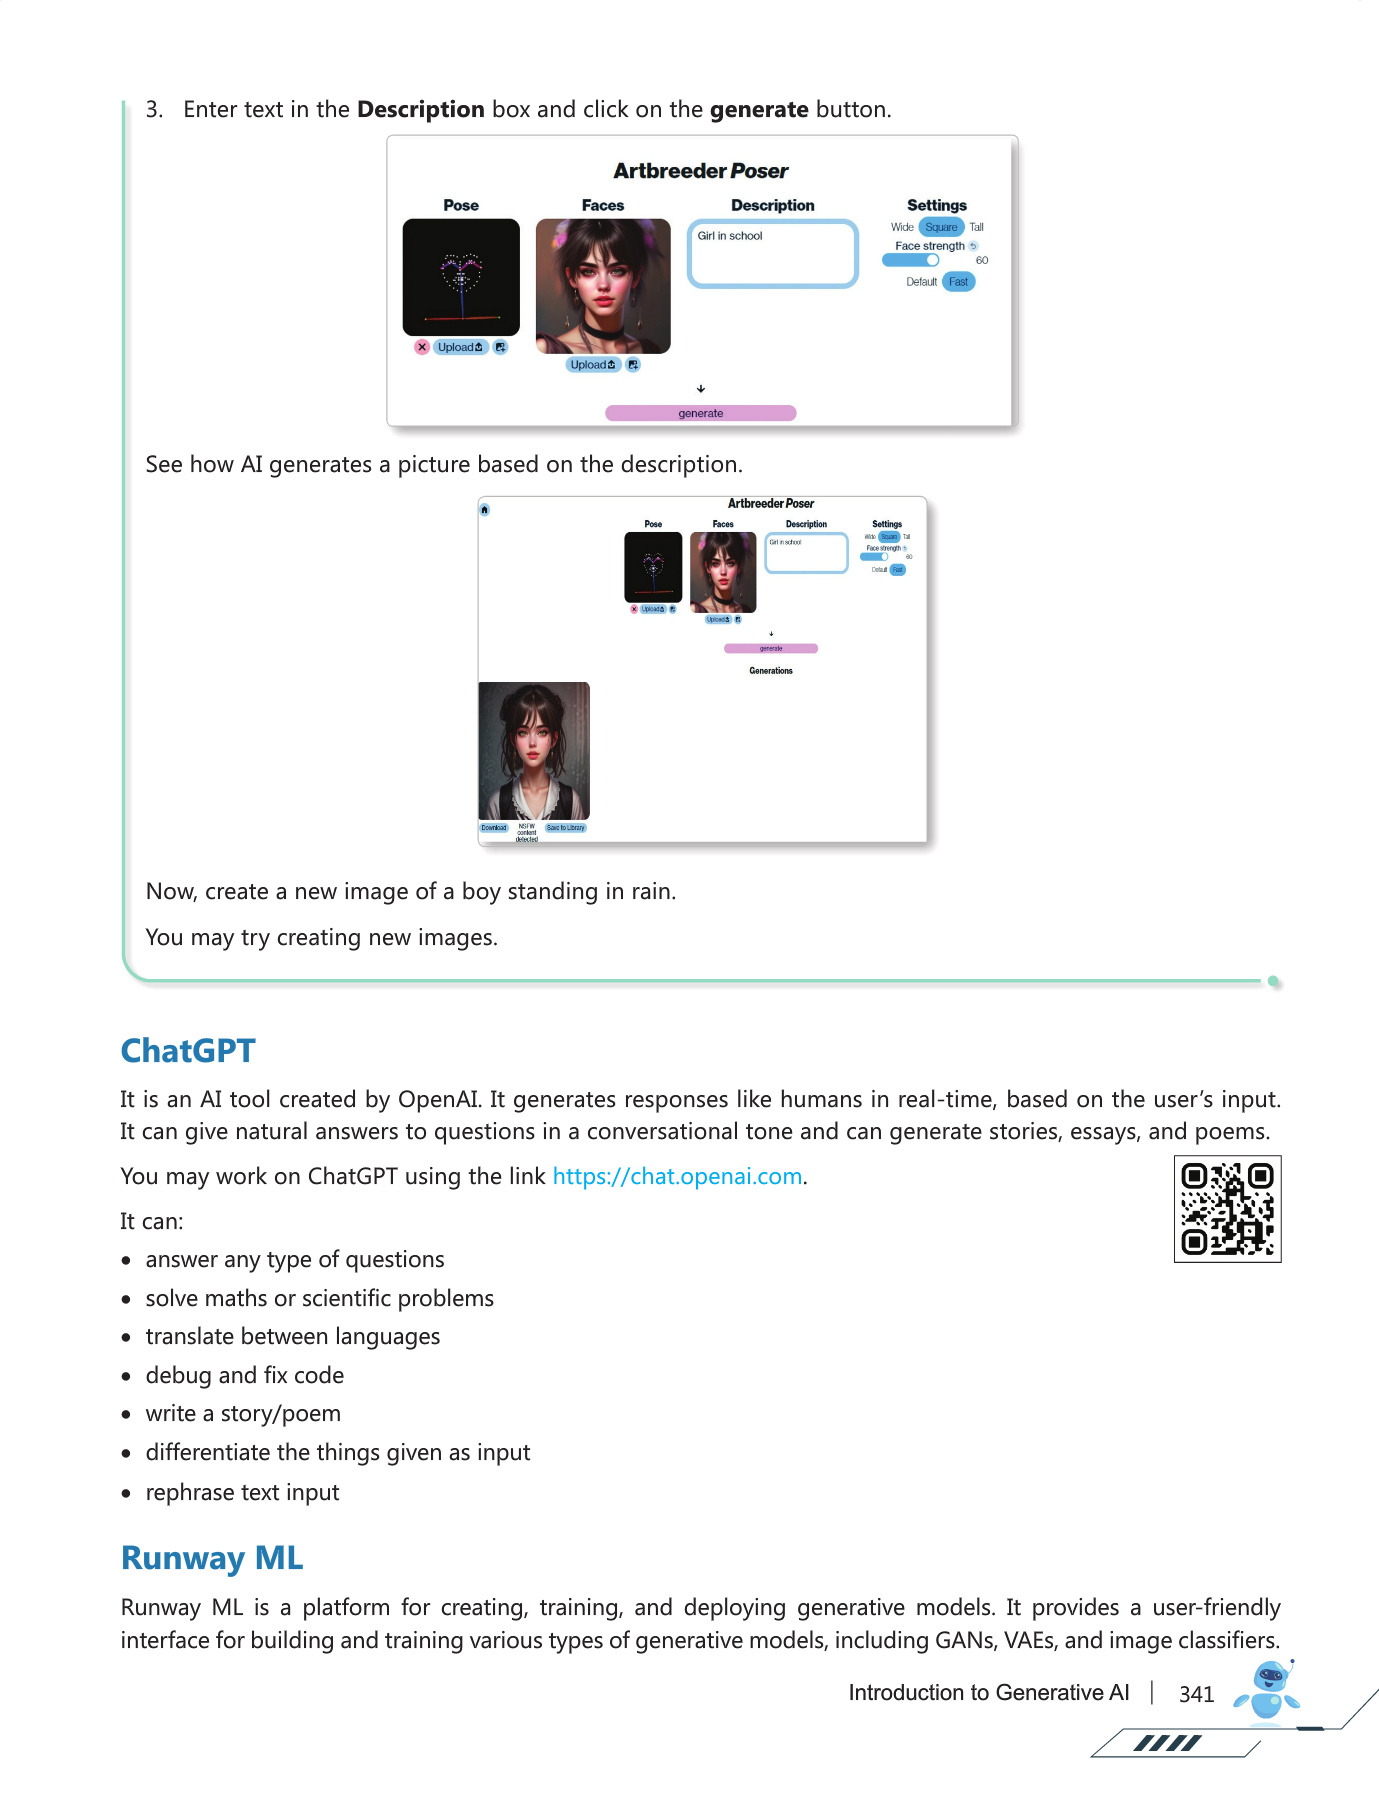 3. Enter text in the Description box and click on the generate button.
Artbreeder Poser
Pose Faces Description Settings
Girl in school
Wide Square Tall
Face strength
60
Default Fast
Upload
Upload
generate
See how AI generates a picture based on the description.
Artbreeder Poser
Pose Faces Description Settings
Girl in school
Wide Square Tall
Face strength
60
Default Fast
Upload
Upload
generate
Generations
Download NSFW content detected Save to Library
Now, create a new image of a boy standing in rain.
You may try creating new images.
ChatGPT
It is an AI tool created by OpenAI. It generates responses like humans in real-time, based on the user’s input.
It can give natural answers to questions in a conversational tone and can generate stories, essays, and poems.
You may work on ChatGPT using the link https://chat.openai.com.
It can:
• answer any type of questions
• solve maths or scientific problems
• translate between languages
• debug and fix code
• write a story/poem
• differentiate the things given as input
• rephrase text input
Runway ML
Runway ML is a platform for creating, training, and deploying generative models. It provides a user-friendly
interface for building and training various types of generative models, including GANs, VAEs, and image classifiers.
Introduction to Generative AI | 341